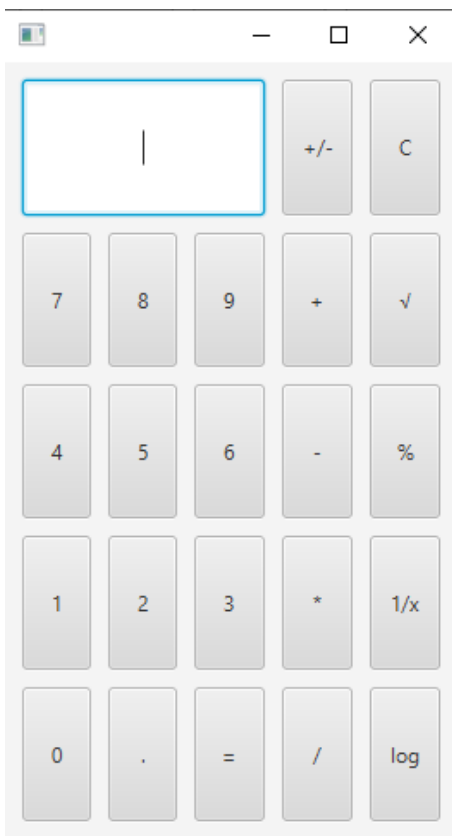 +/- C
7 8 9 + √
4 5 6 - %
1 2 3 * 1/x
0 . = / log